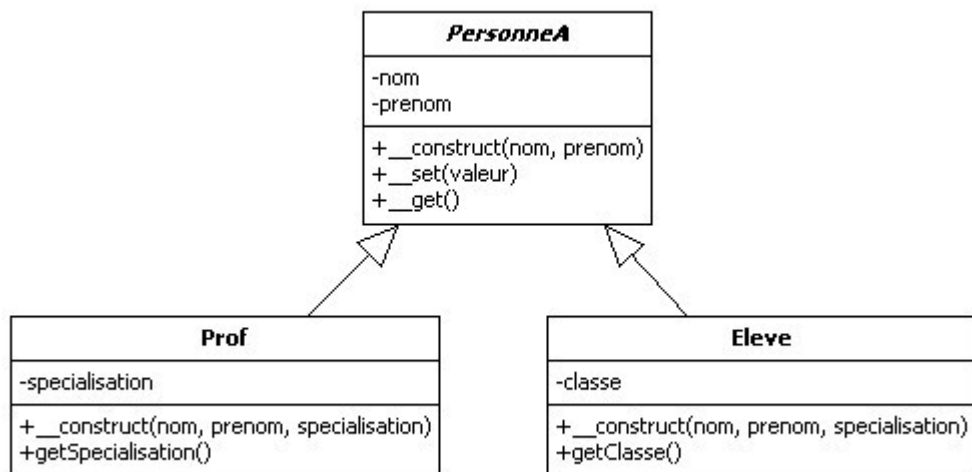 PersonneA
-nom
-prenom
+__construct(nom, prenom)
+__set(valeur)
+__get()
Prof
-specialisation
+__construct(nom, prenom, specialisation)
+getSpecialisation()
Eleve
-classe
+__construct(nom, prenom, specialisation)
+getClasse()